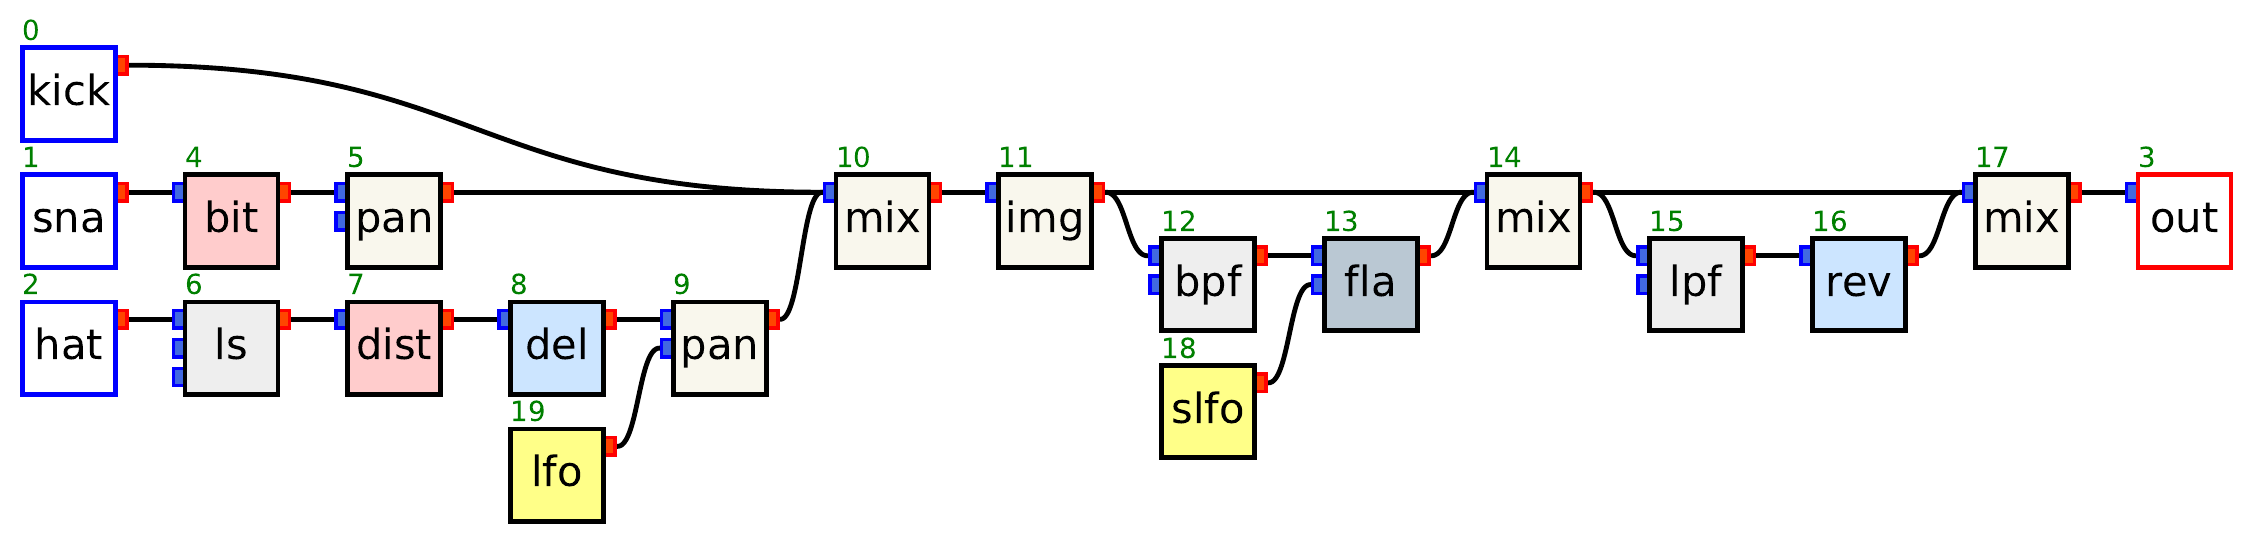 0
kick
1 4 5 10 11 14 17 3
sna bit pan mix img mix mix out
12 13 15 16
bpf fla lpf rev
2 6 7 8 9
hat ls dist del pan
18
slfo
19
lfo